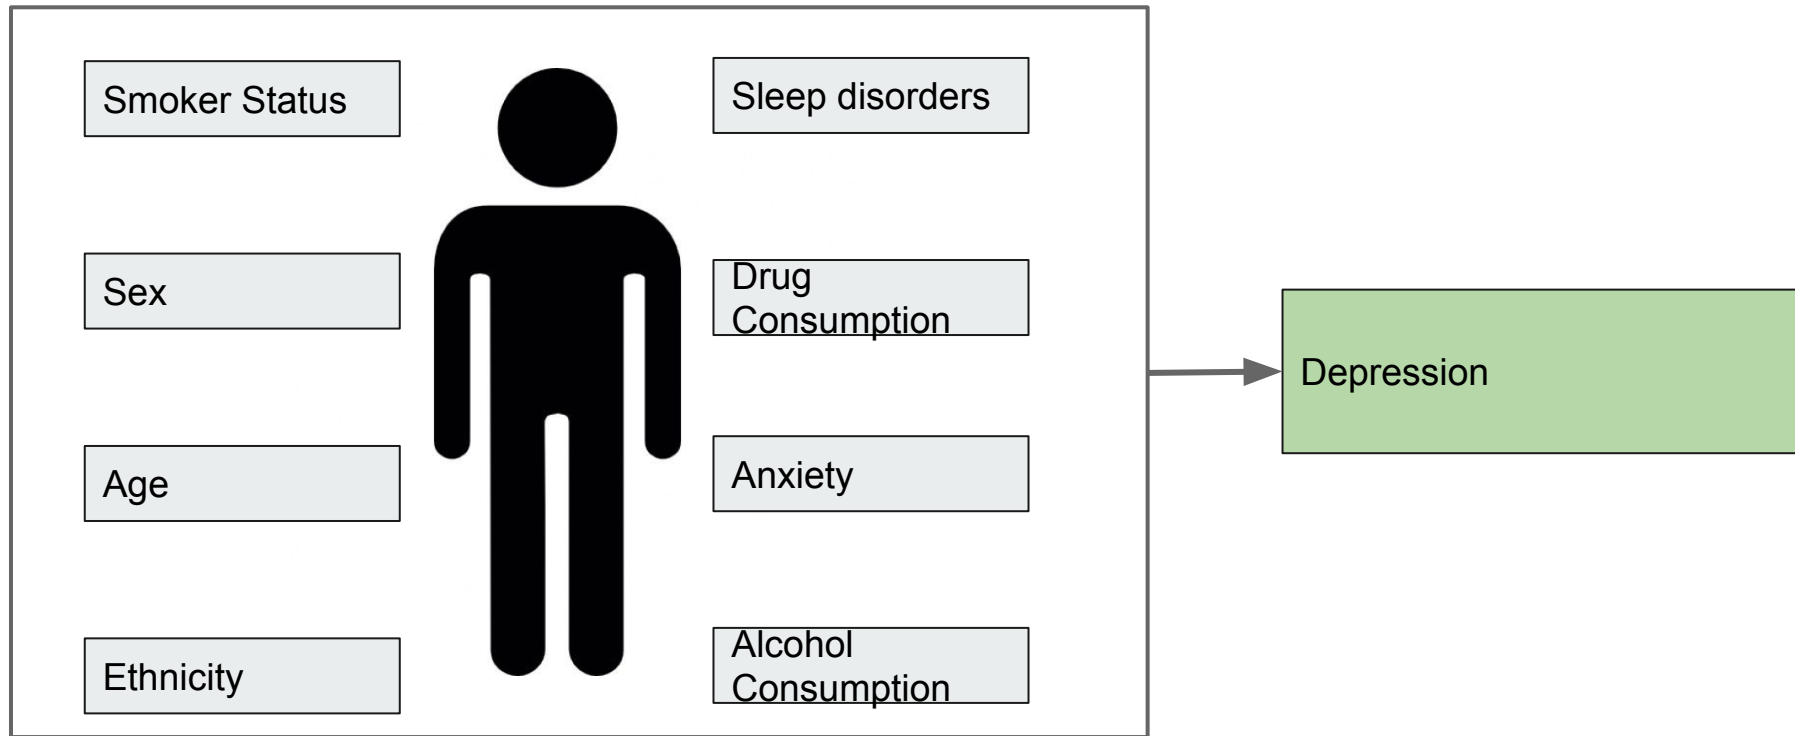 Smoker Status
Sex
Age
Ethnicity
Sleep disorders
Drug
Consumption
Anxiety
Alcohol
Consumption
Depression